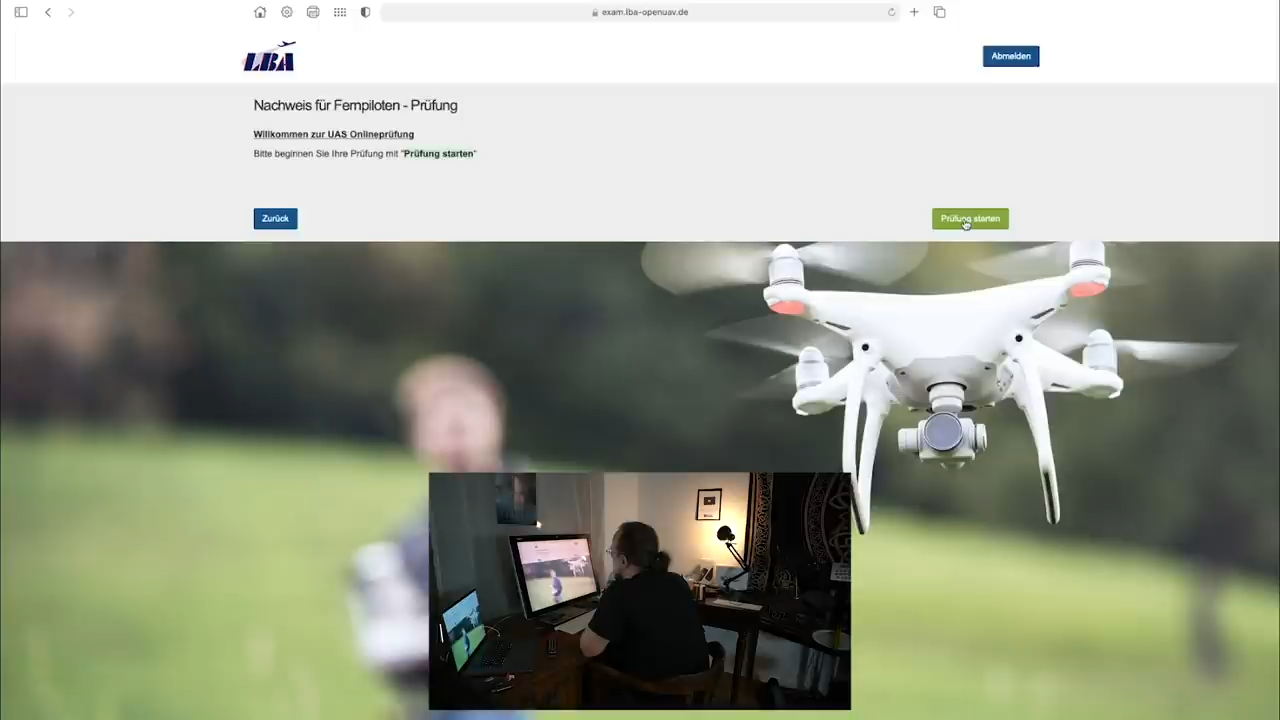 exam.lba-openuav.de
LBA
Abmelden
Nachweis für Fernpiloten - Prüfung
Willkommen zur UAS Onlineprüfung
Bitte beginnen Sie Ihre Prüfung mit "Prüfung starten"
Zurück
Prüfung starten